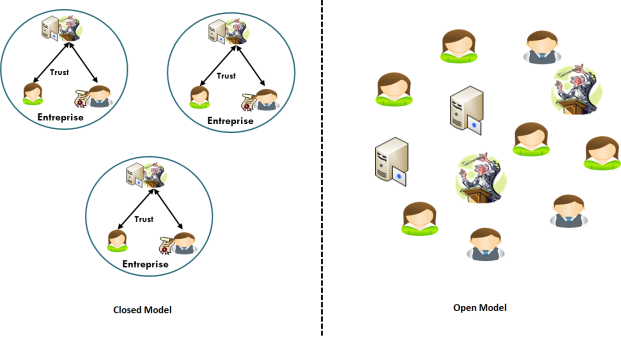 Trust
Entreprise
Trust
Entreprise
Trust
Entreprise
Closed Model
Open Model